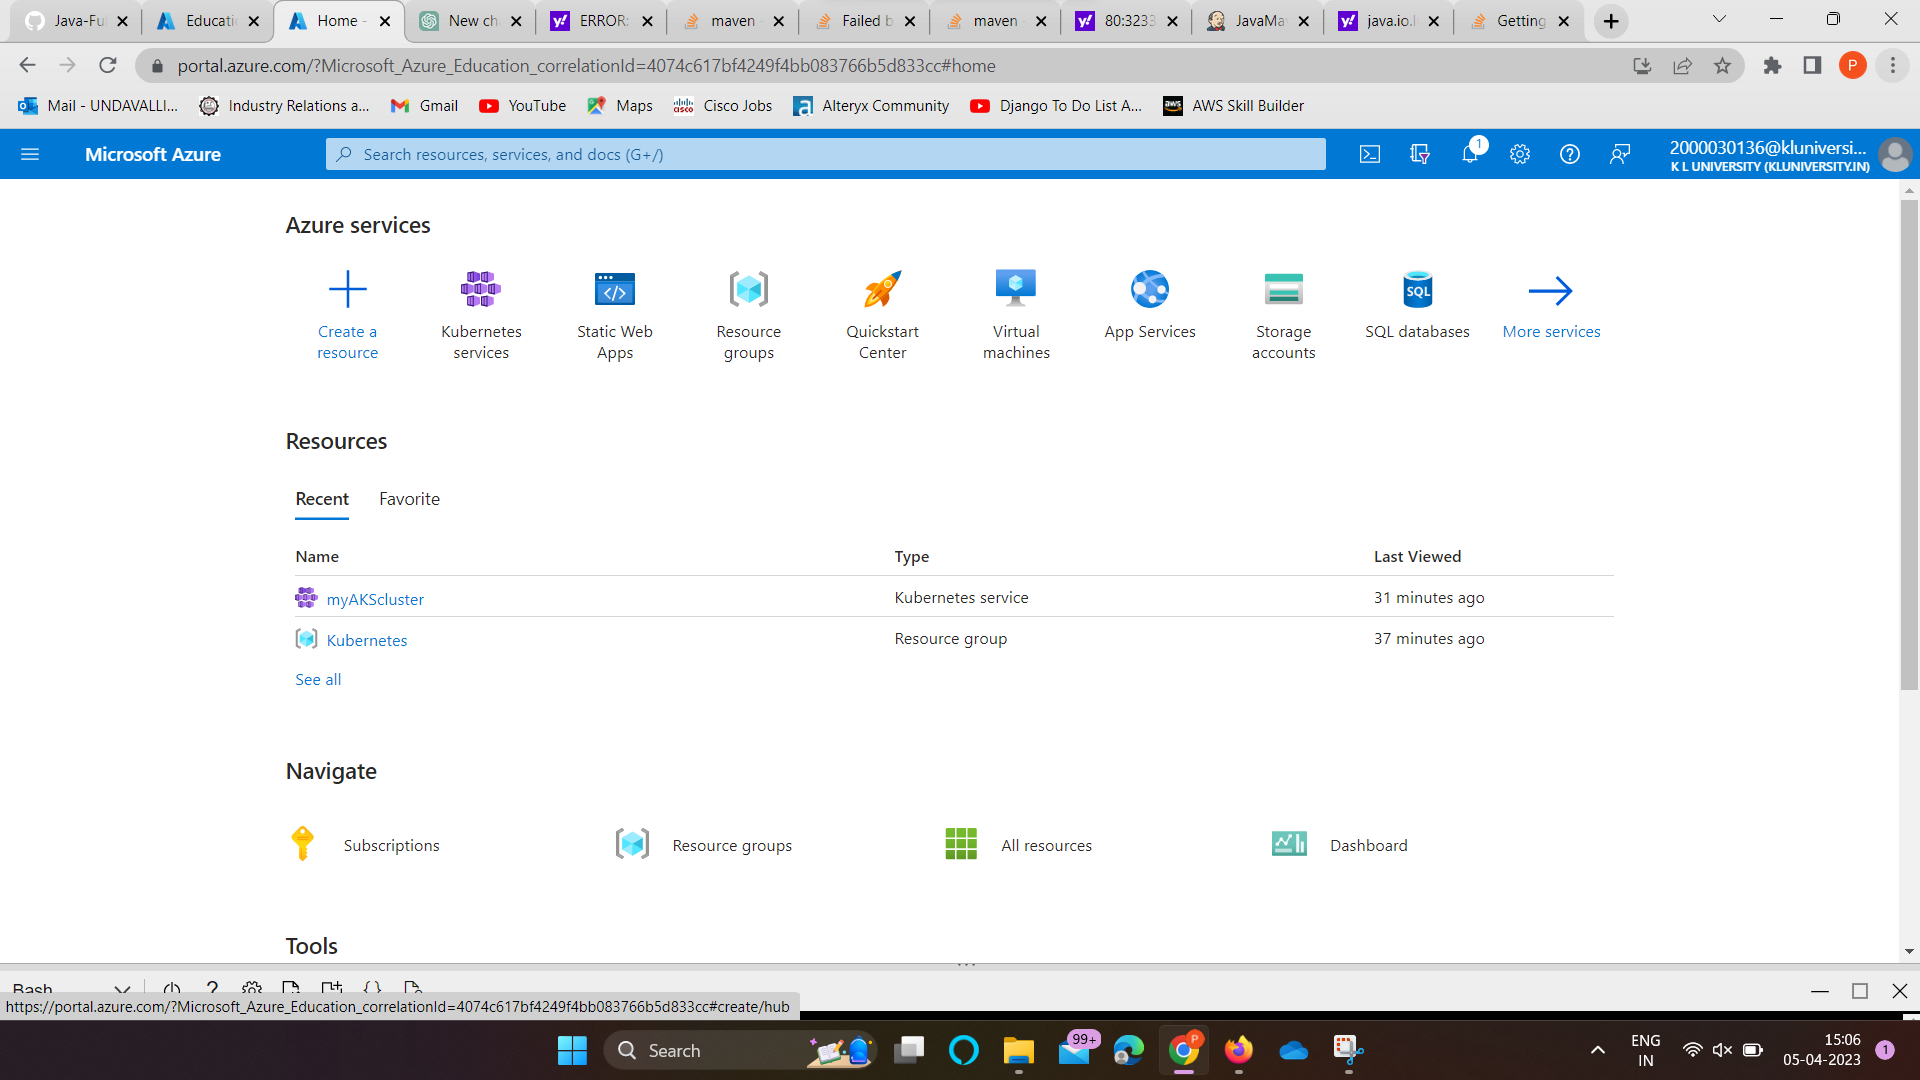 Java-Ful
Educatio
Home -
New ch
ERROR:
maven -
Failed b
maven -
80:3233
JavaMa
java.io.l
Getting
portal.azure.com/?Microsoft_Azure_Education_correlationId=4074c617bf4249f4bb083766b5d833cc#home
P
Mail - UNDAVALLI...
Industry Relations a...
Gmail
YouTube
Maps
Cisco Jobs
Alteryx Community
Django To Do List A...
AWS Skill Builder
Microsoft Azure
Search resources, services, and docs (G+/)
1
2000030136@kluniversi...
K L UNIVERSITY (KLUNIVERSITY.IN)
Azure services
Create a
resource
Kubernetes
services
Static Web
Apps
Resource
groups
Quickstart
Center
Virtual
machines
App Services
Storage
accounts
SQL
SQL databases
More services
Resources
Recent
Favorite
Name
Type
Last Viewed
myAKScluster
Kubernetes service
31 minutes ago
Kubernetes
Resource group
37 minutes ago
See all
Navigate
Subscriptions
Resource groups
All resources
Dashboard
Tools
Bash
https://portal.azure.com/?Microsoft_Azure_Education_correlationId=4074c617bf4249f4bb083766b5d833cc#create/hub
Search
99+
P
ENG
IN
15:06
05-04-2023
1